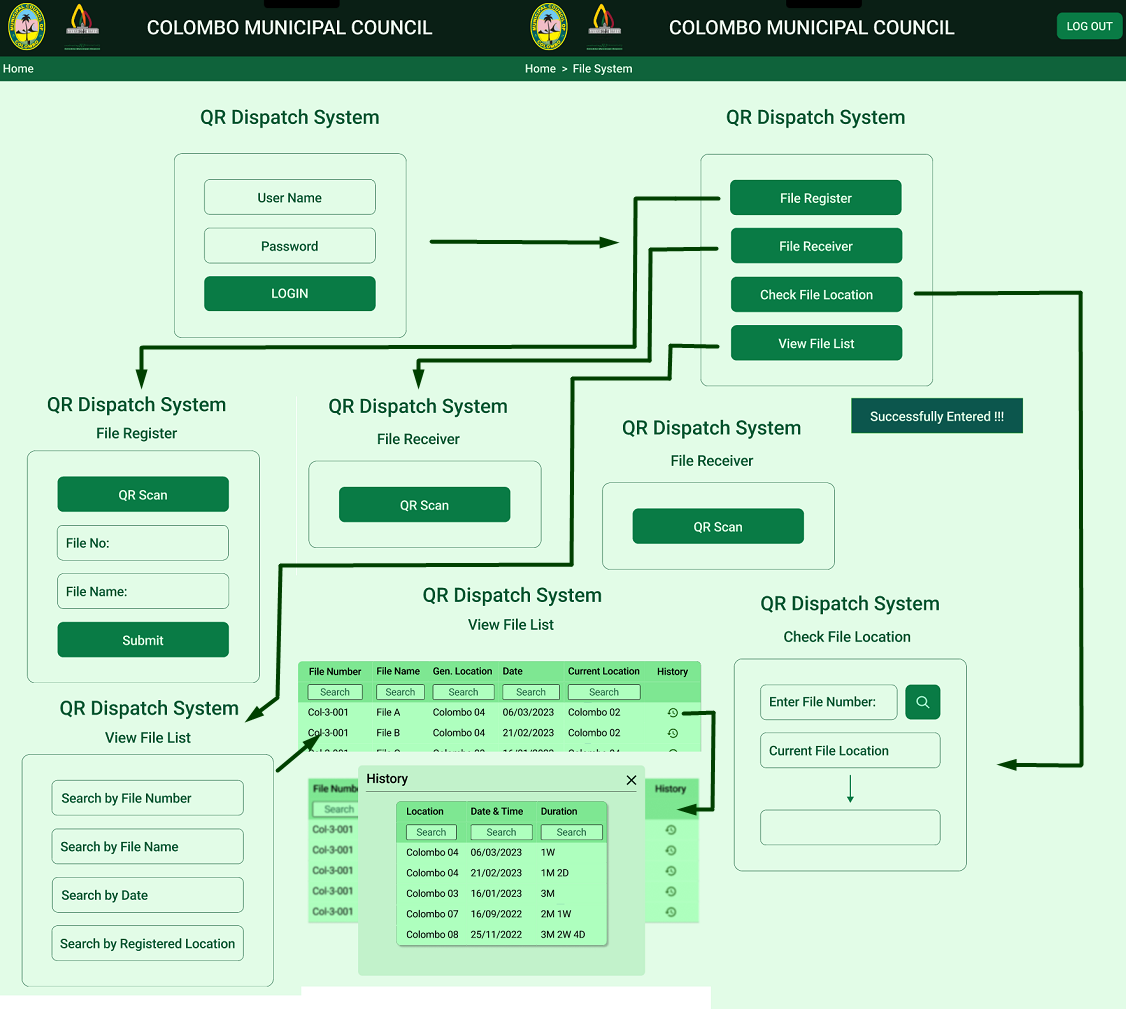 COLOMBO MUNICIPAL COUNCIL
COLOMBO MUNICIPAL COUNCIL
LOG OUT
Home
Home > File System
QR Dispatch System
User Name
Password
LOGIN
QR Dispatch System
File Register
File Receiver
Check File Location
View File List
QR Dispatch System
File Register
QR Scan
File No:
File Name:
Submit
QR Dispatch System
File Receiver
QR Scan
Successfully Entered !!!
QR Dispatch System
File Receiver
QR Scan
QR Dispatch System
View File List
Search by File Number
Search by File Name
Search by Date
Search by Registered Location
QR Dispatch System
View File List
File Number File Name Gen. Location Date Current Location History
Search Search Search Search Search
Col-3-001 File A Colombo 04 06/03/2023 Colombo 02
Col-3-001 File B Colombo 04 21/02/2023 Colombo 02
File Numb History
Search
Col-3-001
Col-3-001
Col-3-001
Col-3-001
Col-3-001
History
Location Date & Time Duration
Search Search Search
Colombo 04 06/03/2023 1W
Colombo 04 21/02/2023 1M 2D
Colombo 03 16/01/2023 3M
Colombo 07 16/09/2022 2M 1W
Colombo 08 25/11/2022 3M 2W 4D
QR Dispatch System
Check File Location
Enter File Number:
Current File Location